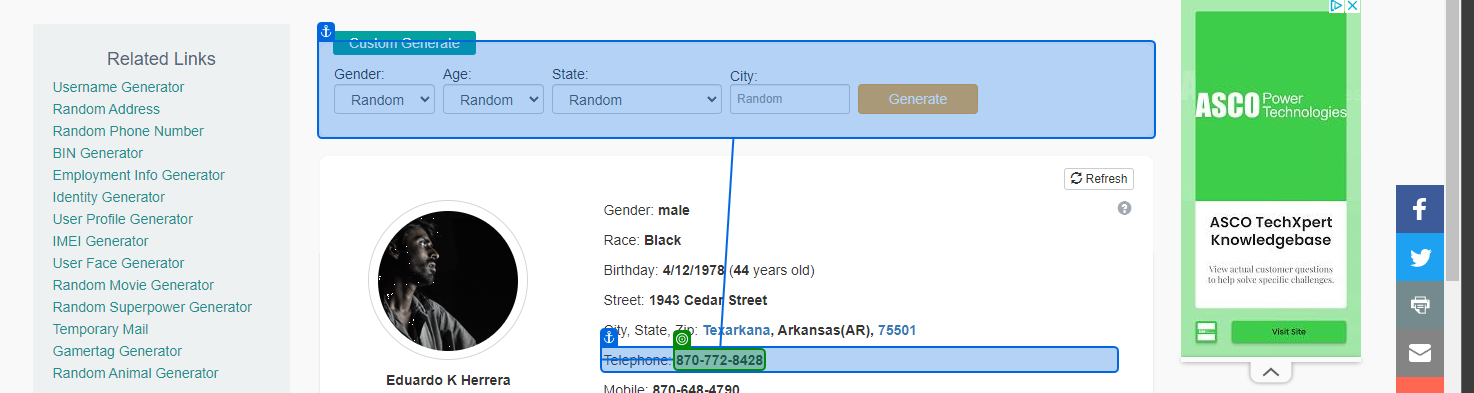 Related Links
Username Generator
Random Address
Random Phone Number
BIN Generator
Employment Info Generator
Identity Generator
User Profile Generator
IMEI Generator
User Face Generator
Random Movie Generator
Random Superpower Generator
Temporary Mail
Gamertag Generator
Random Animal Generator
Custom Generate
Gender: Age: State: City:
Random Random Random Random Generate
Refresh
Eduardo K Herrera
Gender: male
Race: Black
Birthday: 4/12/1978 (44 years old)
Street: 1943 Cedar Street
City, State, Zip: Texarkana, Arkansas(AR), 75501
Telephone: 870-772-8428
Mobile: 870-648-4790
ASCO Power Technologies
ASCO TechXpert
Knowledgebase
View actual customer questions
to help solve specific challenges.
Visit Site